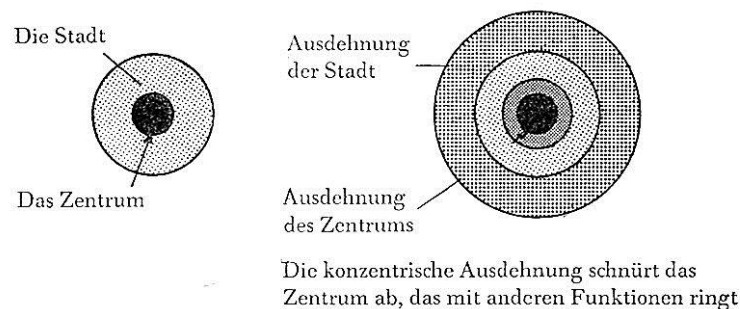 Die Stadt
Das Zentrum
Ausdehnung
der Stadt
Ausdehnung
des Zentrums
Die konzentrische Ausdehnung schnürt das
Zentrum ab, das mit anderen Funktionen ringt